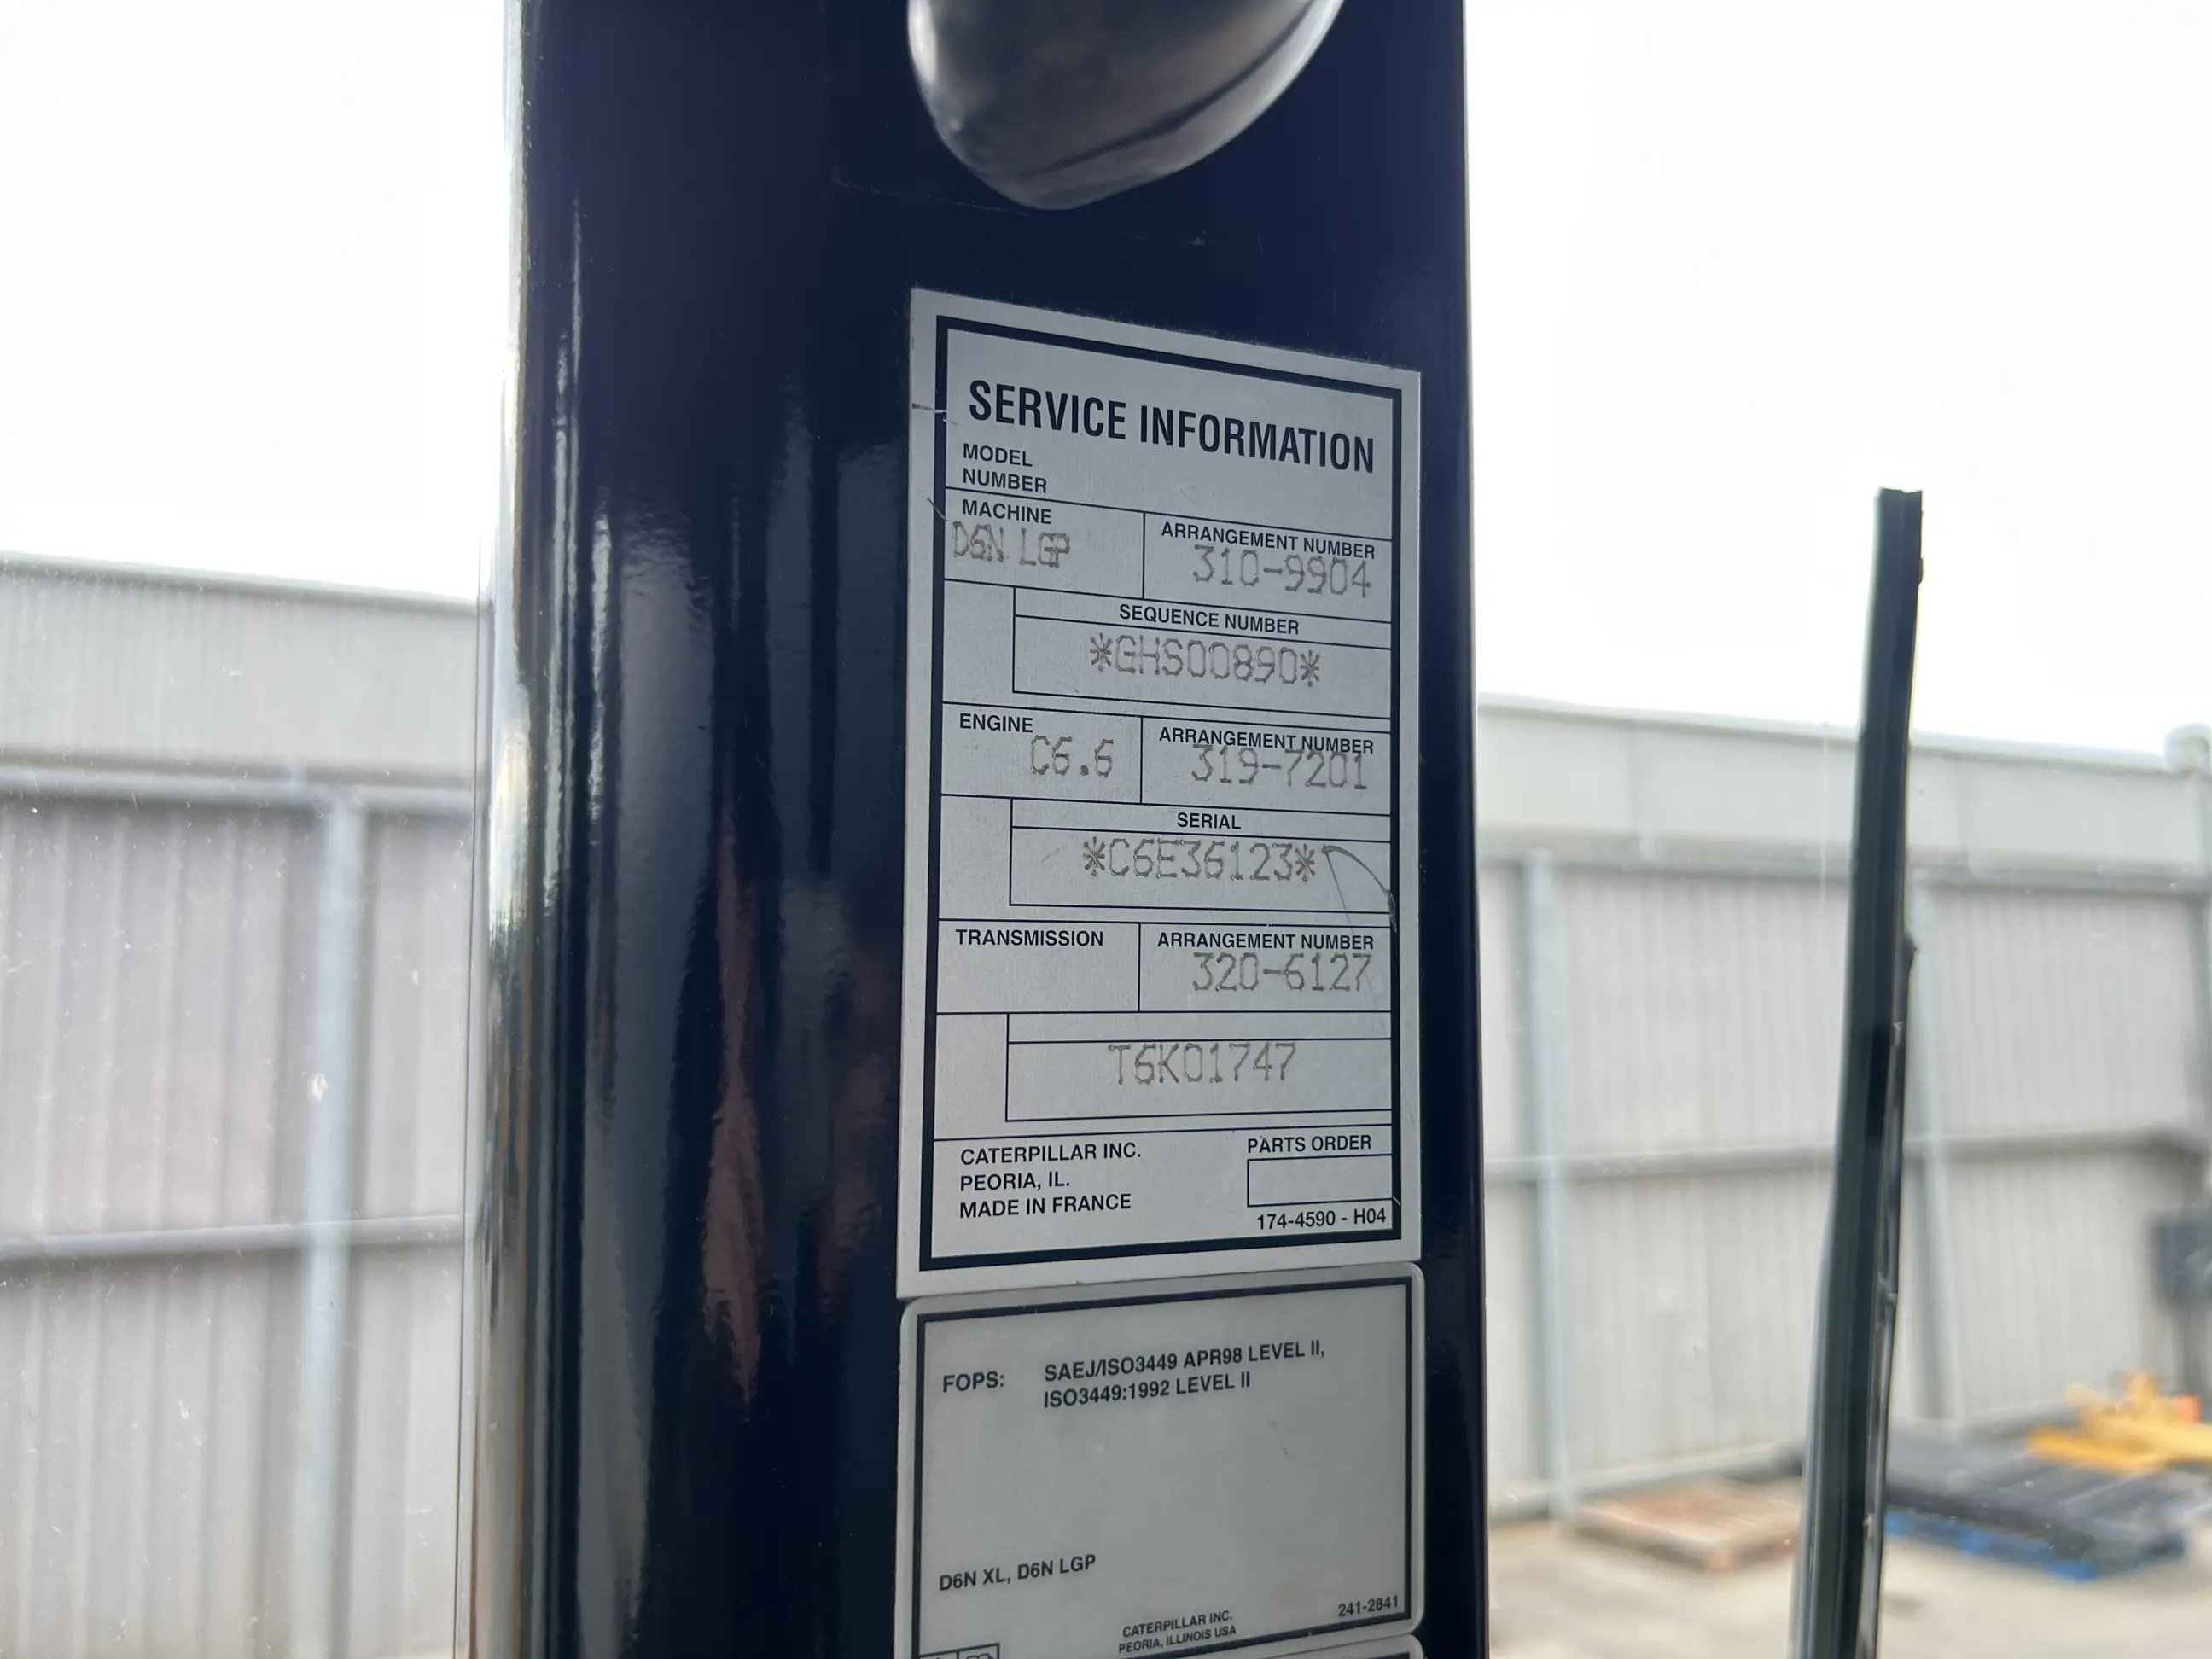 SERVICE INFORMATION
MODEL
NUMBER
MACHINE
D6N LGP
ARRANGEMENT NUMBER
310-9904
SEQUENCE NUMBER
*GHS00890*
ENGINE
C6.6
ARRANGEMENT NUMBER
319-7201
SERIAL
*C6E36123*
TRANSMISSION
ARRANGEMENT NUMBER
320-6127
T6K01747
CATERPILLAR INC.
PEORIA, IL.
MADE IN FRANCE
PARTS ORDER
174-4590 - H04
FOPS: SAEJ/ISO3449 APR98 LEVEL II,
ISO3449:1992 LEVEL II
D6N XL, D6N LGP
CATERPILLAR INC.
PEORIA, ILLINOIS USA
241-2841